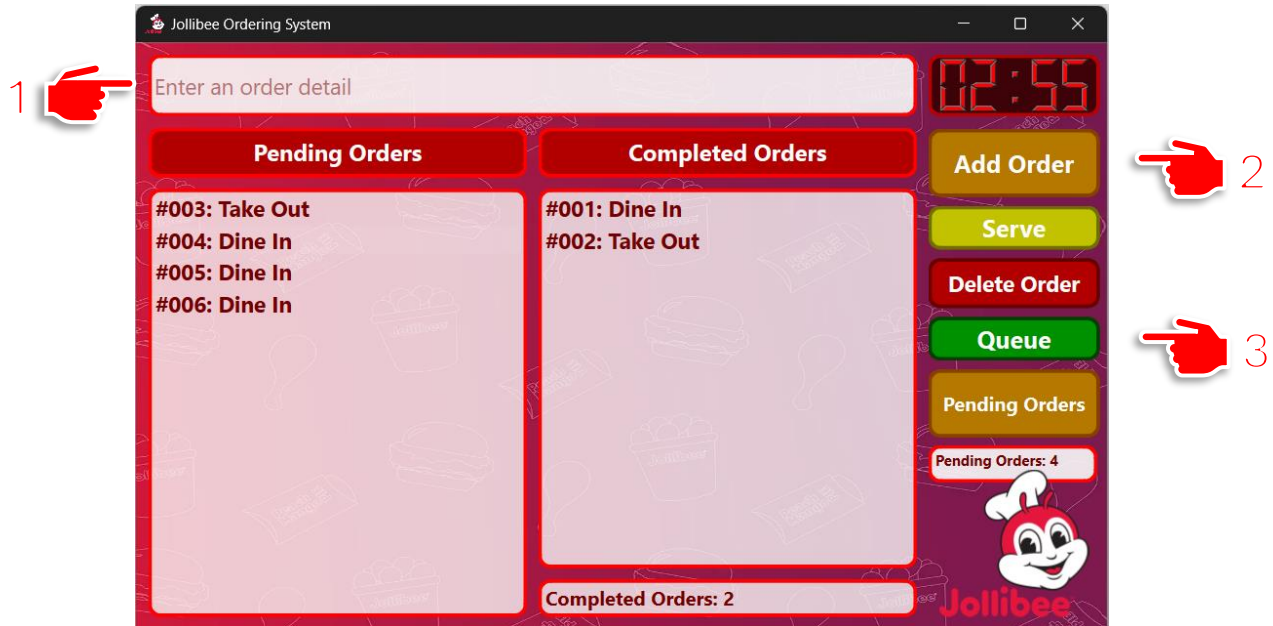 Jollibee Ordering System
1
Enter an order detail
02:55
Pending Orders
Completed Orders
Add Order
2
#003: Take Out
#004: Dine In
#005: Dine In
#006: Dine In
#001: Dine In
#002: Take Out
Serve
Delete Order
Queue
3
Pending Orders
Pending Orders: 4
Completed Orders: 2
Jollibee